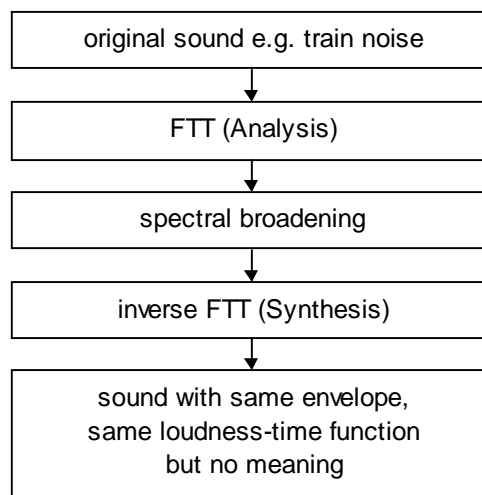 original sound e.g. train noise
FTT (Analysis)
spectral broadening
inverse FTT (Synthesis)
sound with same envelope,
same loudness-time function
but no meaning